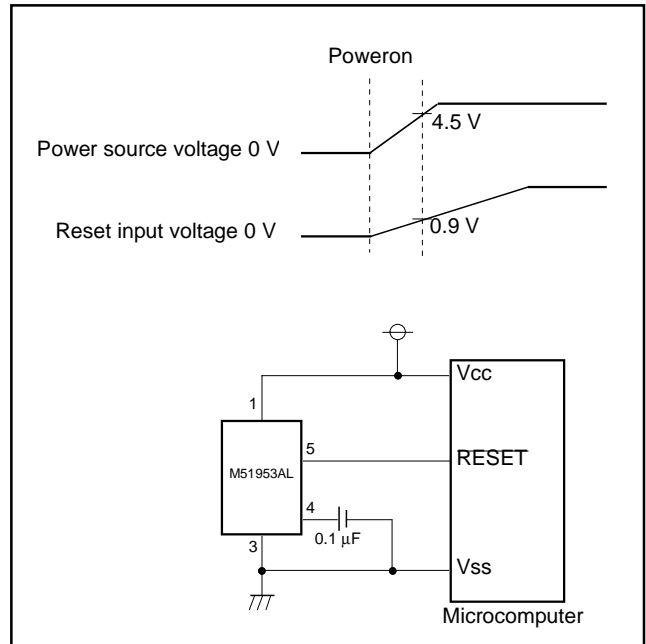 Poweron
4.5 V
Power source voltage 0 V
0.9 V
Reset input voltage 0 V
Vcc
1
5
RESET
M51953AL
4
0.1 μF
3
Vss
Microcomputer